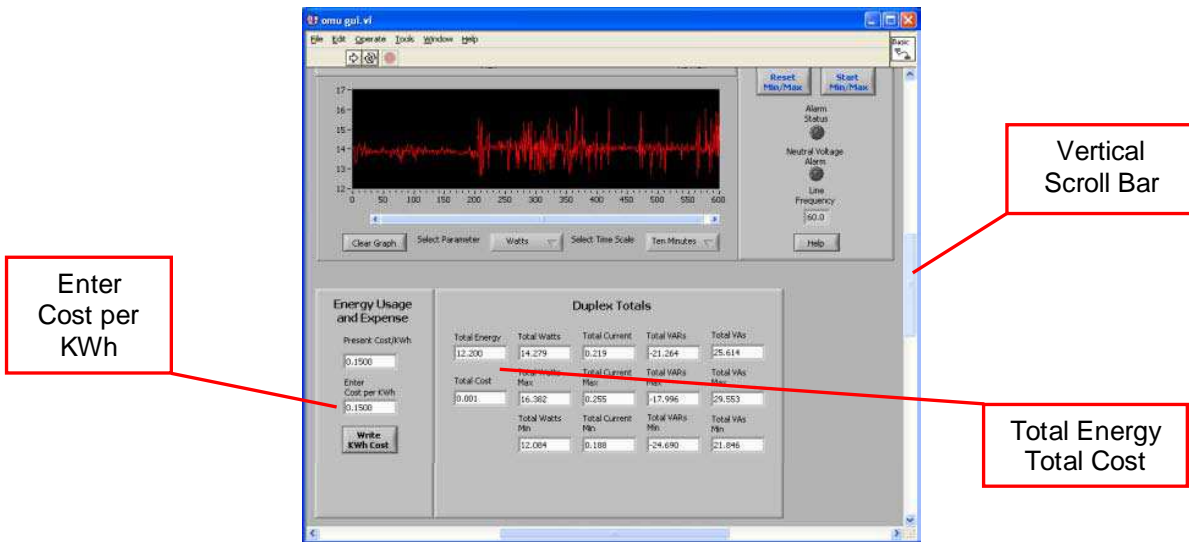 omu gui.vi
File Edit Operate Tools Window Help
Basic
Reset Min/Max
Start Min/Max
17
16
15
14
13
12
0 50 100 150 200 250 300 350 400 450 500 550 600
Alarm
Status
Neutral Voltage
Alarm
Line
Frequency
60.0
Help
Clear Graph Select Parameter Watts Select Time Scale Ten Minutes
Vertical
Scroll Bar
Enter
Cost per
KWh
Energy Usage
and Expense
Present Cost/KWh
0.1500
Enter
Cost per KWh
0.1500
Write
KWh Cost
Duplex Totals
Total Energy Total Watts Total Current Total VARs Total VAs
12.200 14.279 0.219 -21.264 25.614
Total Cost Total Watts Max Total Current Max Total VARs Max Total VAs Max
0.001 16.382 0.255 -17.996 29.553
Total Watts Min Total Current Min Total VARs Min Total VAs Min
12.084 0.188 -24.690 21.846
Total Energy
Total Cost